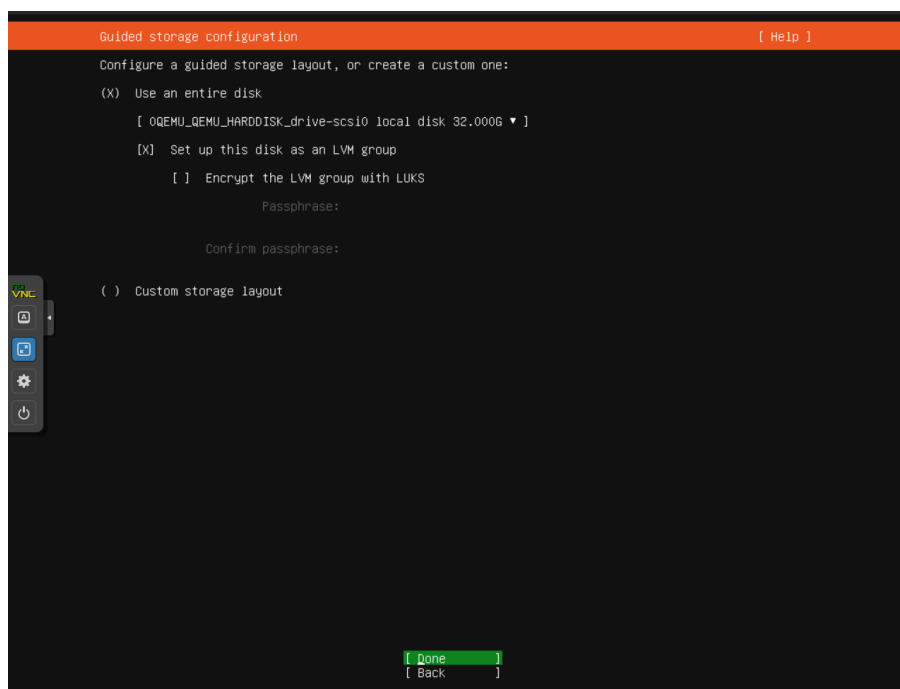 Guided storage configuration [ Help ]
Configure a guided storage layout, or create a custom one:
(X) Use an entire disk
[ 0QEMU_QEMU_HARDDISK_drive-scsi0 local disk 32.000G ▾ ]
[X] Set up this disk as an LVM group
[ ] Encrypt the LVM group with LUKS
Passphrase:
Confirm passphrase:
( ) Custom storage layout
no
VNC
A
[ Done ]
[ Back ]